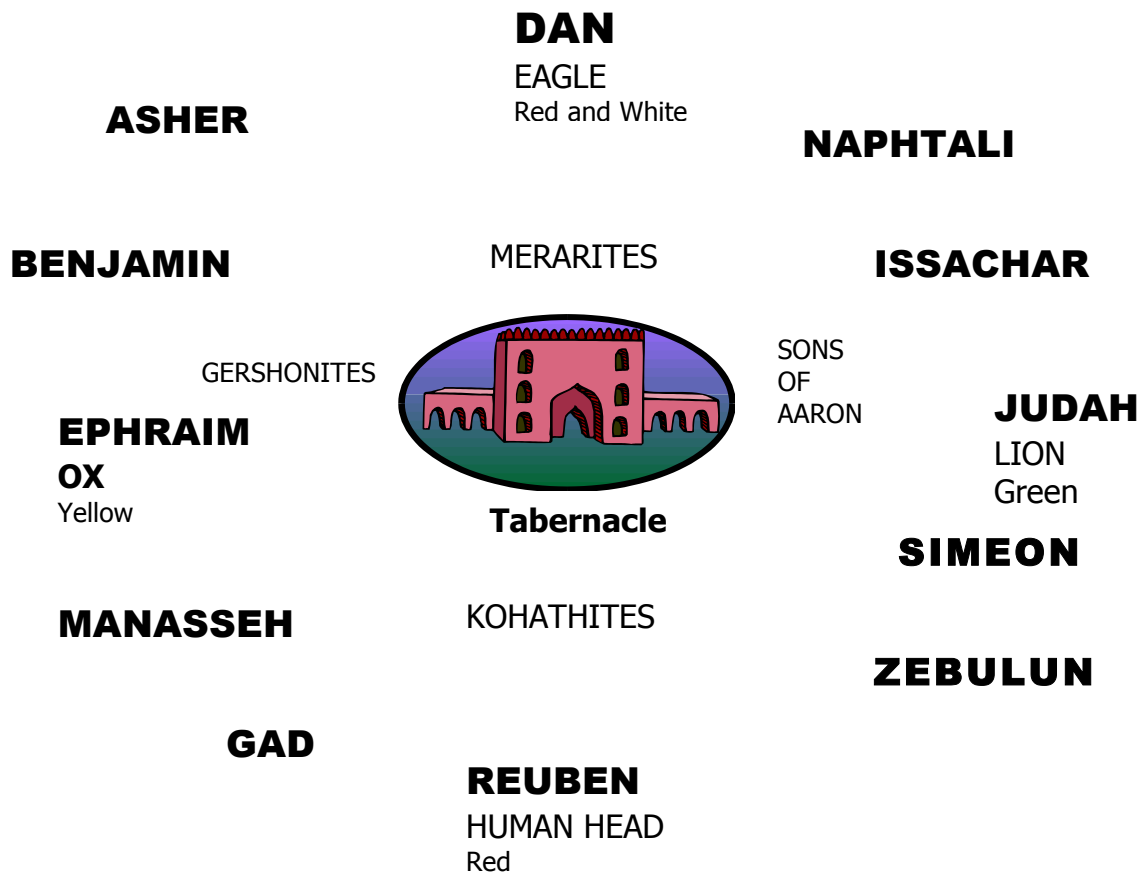 DAN
EAGLE
Red and White
ASHER
NAPHTALI
BENJAMIN
MERARITES
ISSACHAR
GERSHONITES
SONS
OF
AARON
EPHRAIM
OX
Yellow
JUDAH
LION
Green
Tabernacle
SIMEON
MANASSEH
KOHATHITES
ZEBULUN
GAD
REUBEN
HUMAN HEAD
Red